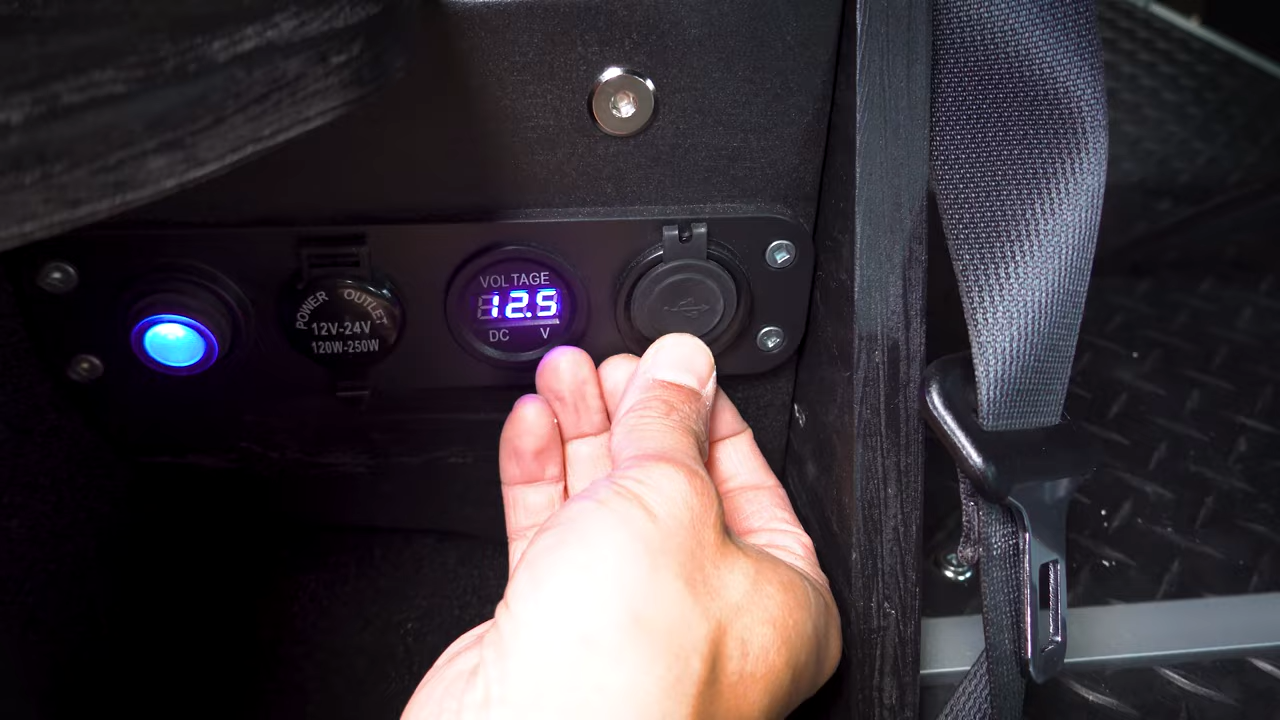 POWER OUTLET
12V-24V
120W-250W
VOLTAGE
12.5
DC V